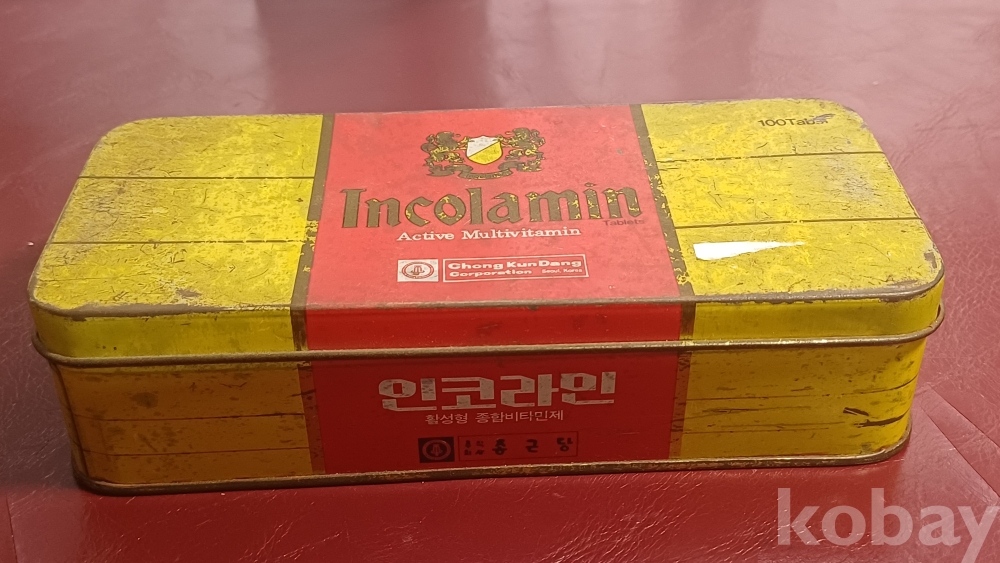 100Tabs
Incolamin
Tablets
Active Multivitamin
Chong Kun Dang
Corporation Seoul, Korea
인코라민
활성형 종합비타민제
종근당
kobay